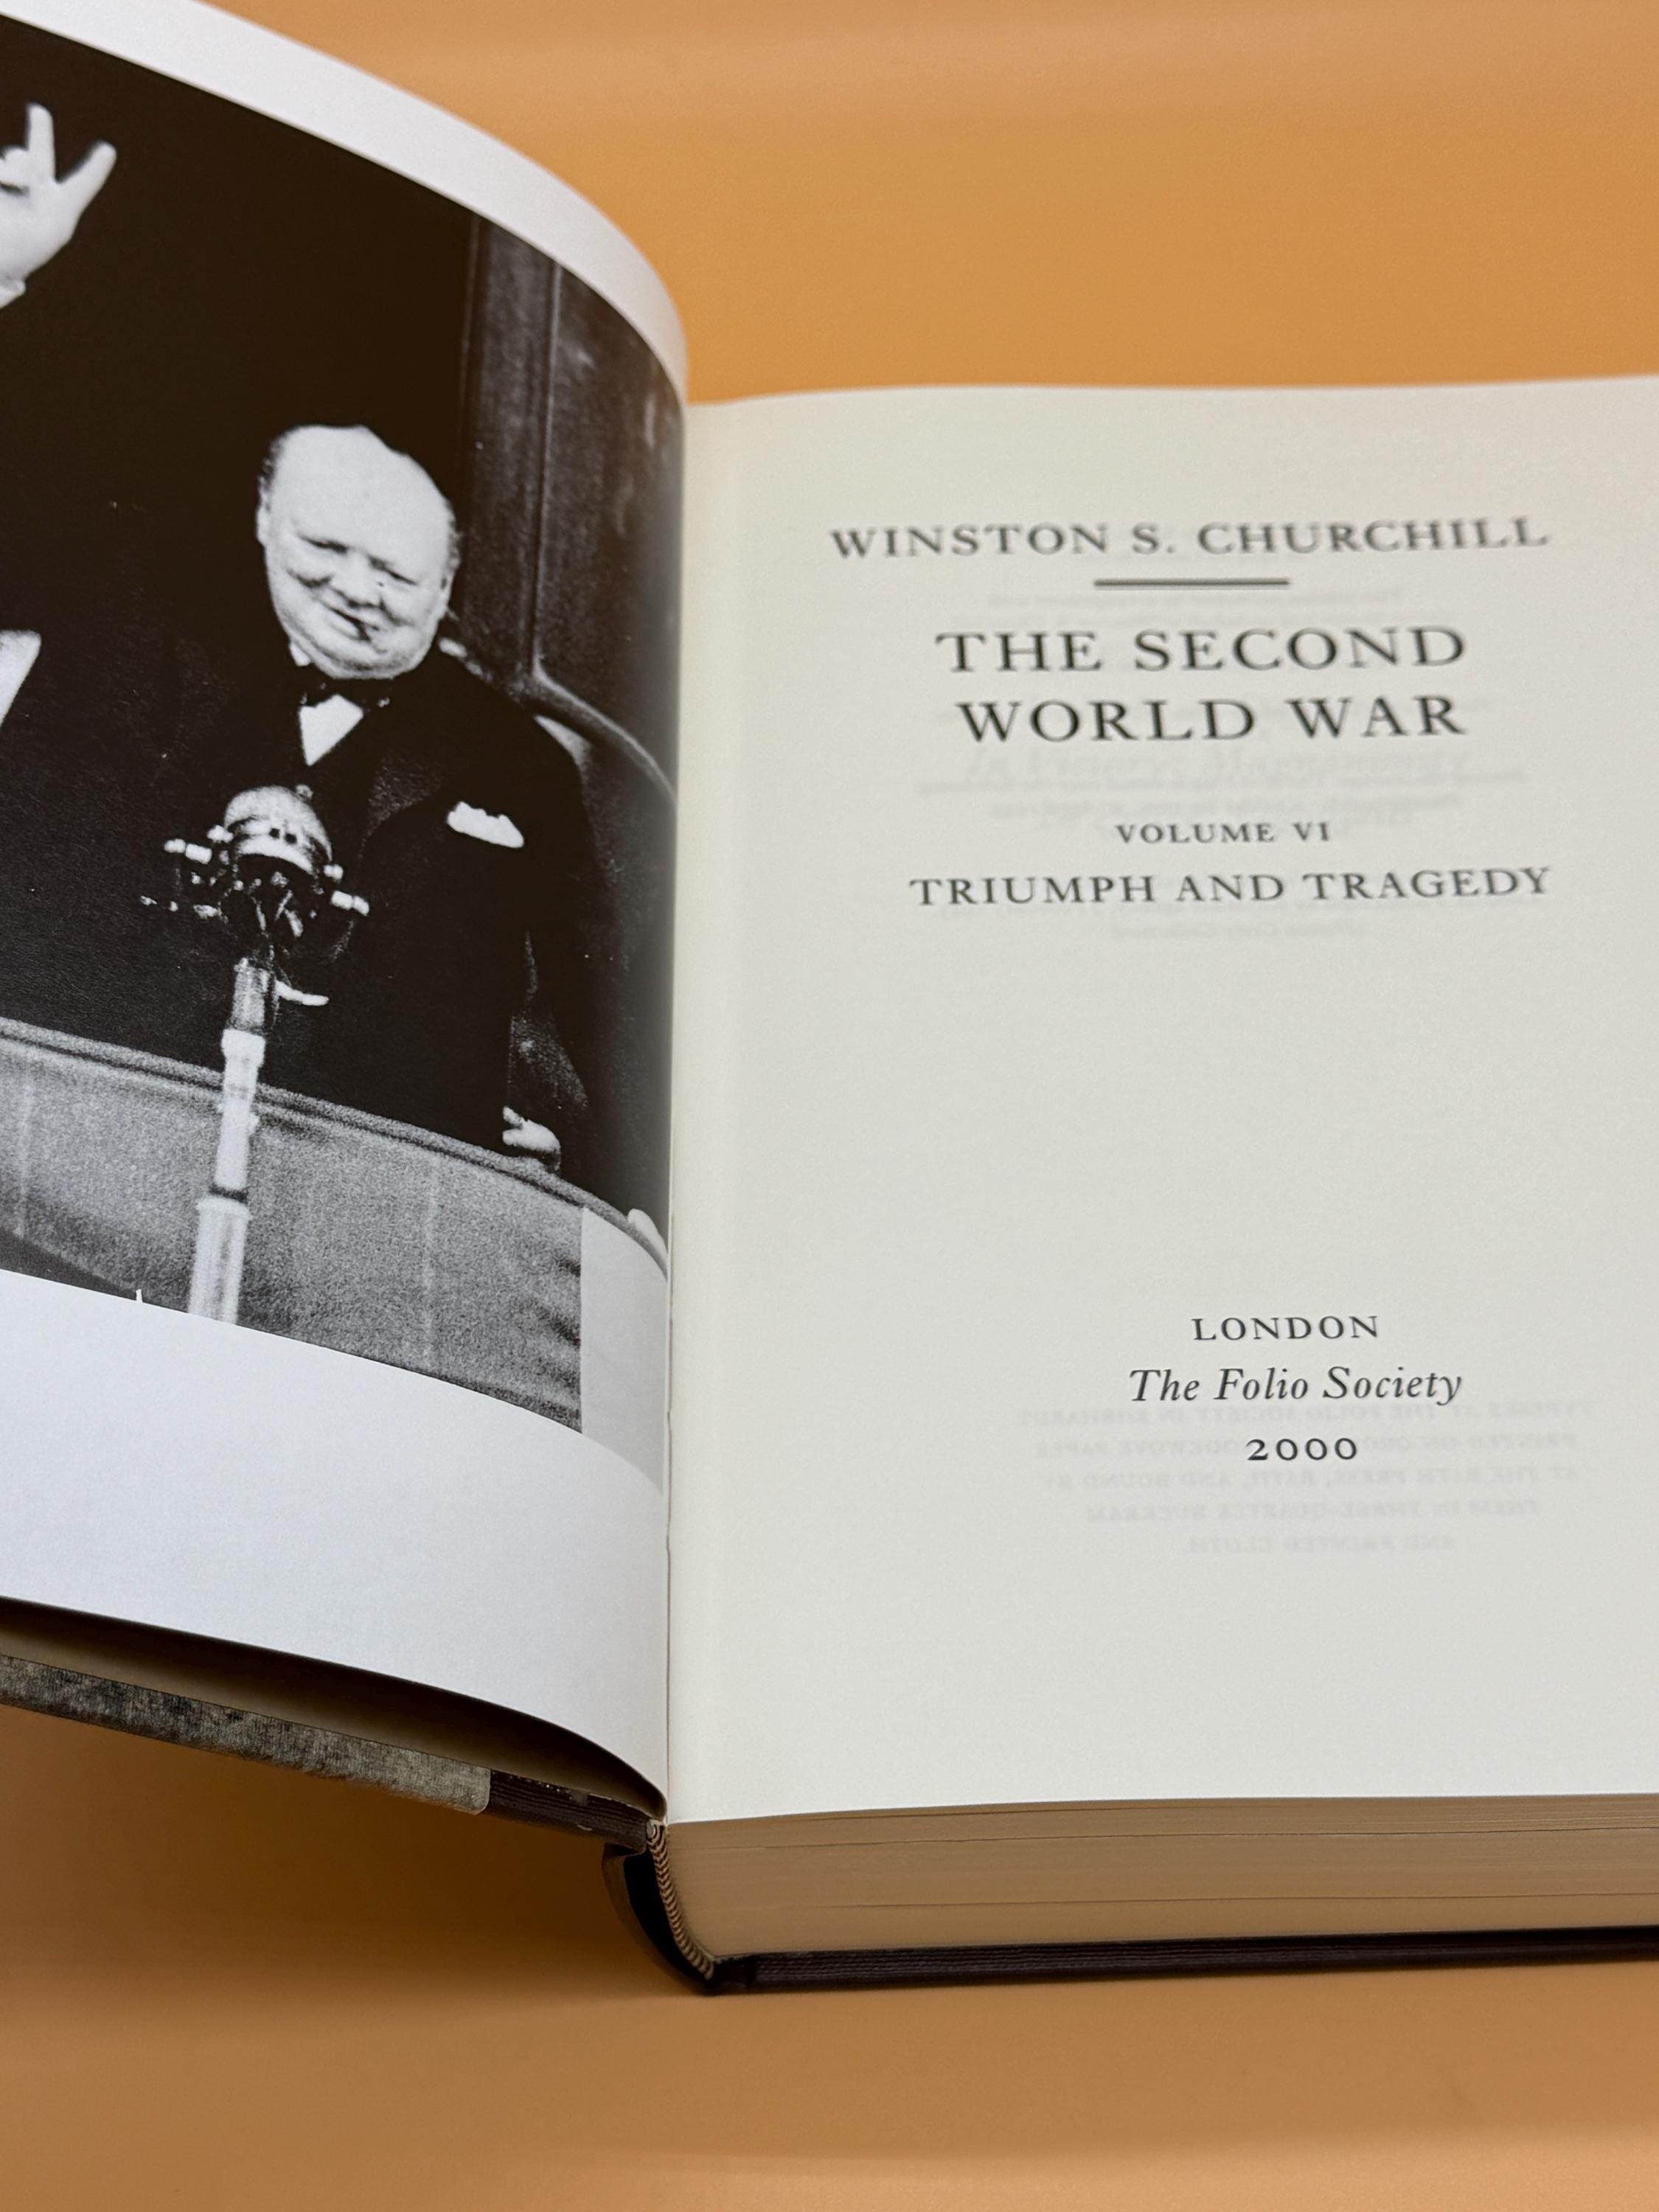 WINSTON S. CHURCHILL
THE SECOND
WORLD WAR
VOLUME VI
TRIUMPH AND TRAGEDY
LONDON
The Folio Society
2000